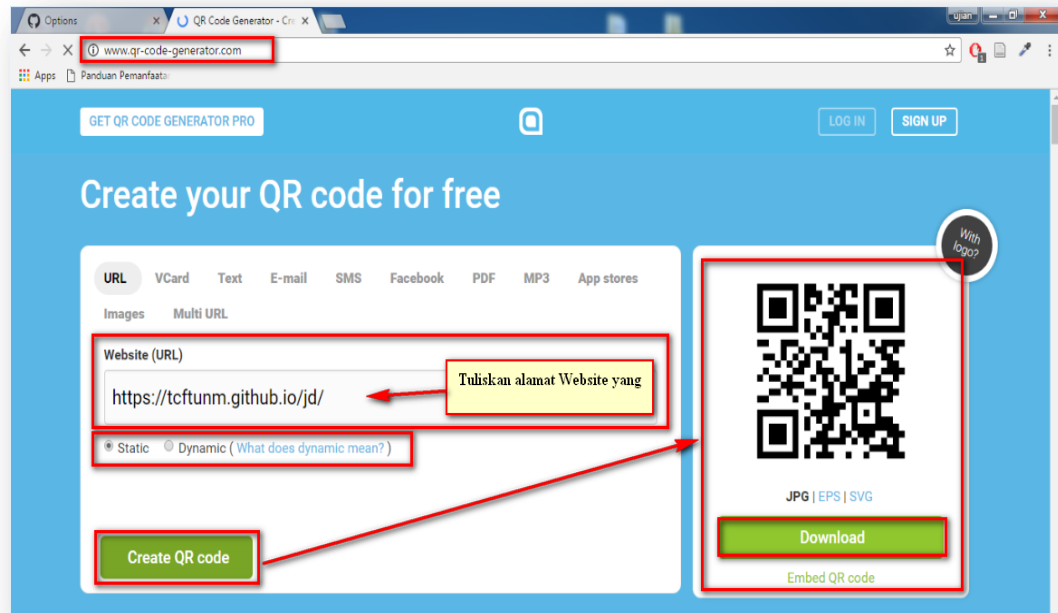 Options
QR Code Generator - Cre
ujian
www.qr-code-generator.com
1
Apps
Panduan Pemanfaatan
GET QR CODE GENERATOR PRO
LOG IN
SIGN UP
Create your QR code for free
With logo?
URL VCard Text E-mail SMS Facebook PDF MP3 App stores
Images Multi URL
Website (URL)
https://tcftunm.github.io/jd/
Tuliskan alamat Website yang
Static Dynamic ( What does dynamic mean? )
Create QR code
JPG | EPS | SVG
Download
Embed QR code